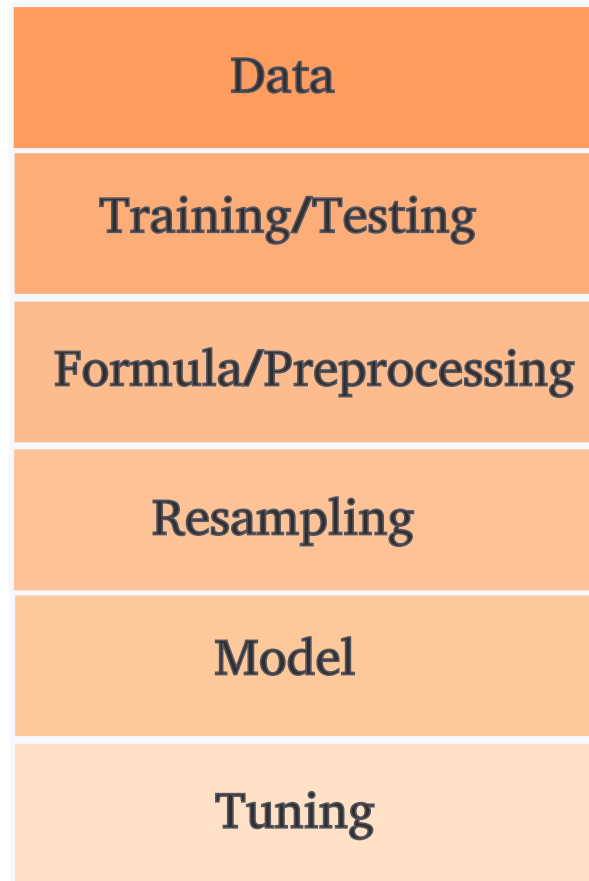 Data
Training/Testing
Formula/Preprocessing
Resampling
Model
Tuning